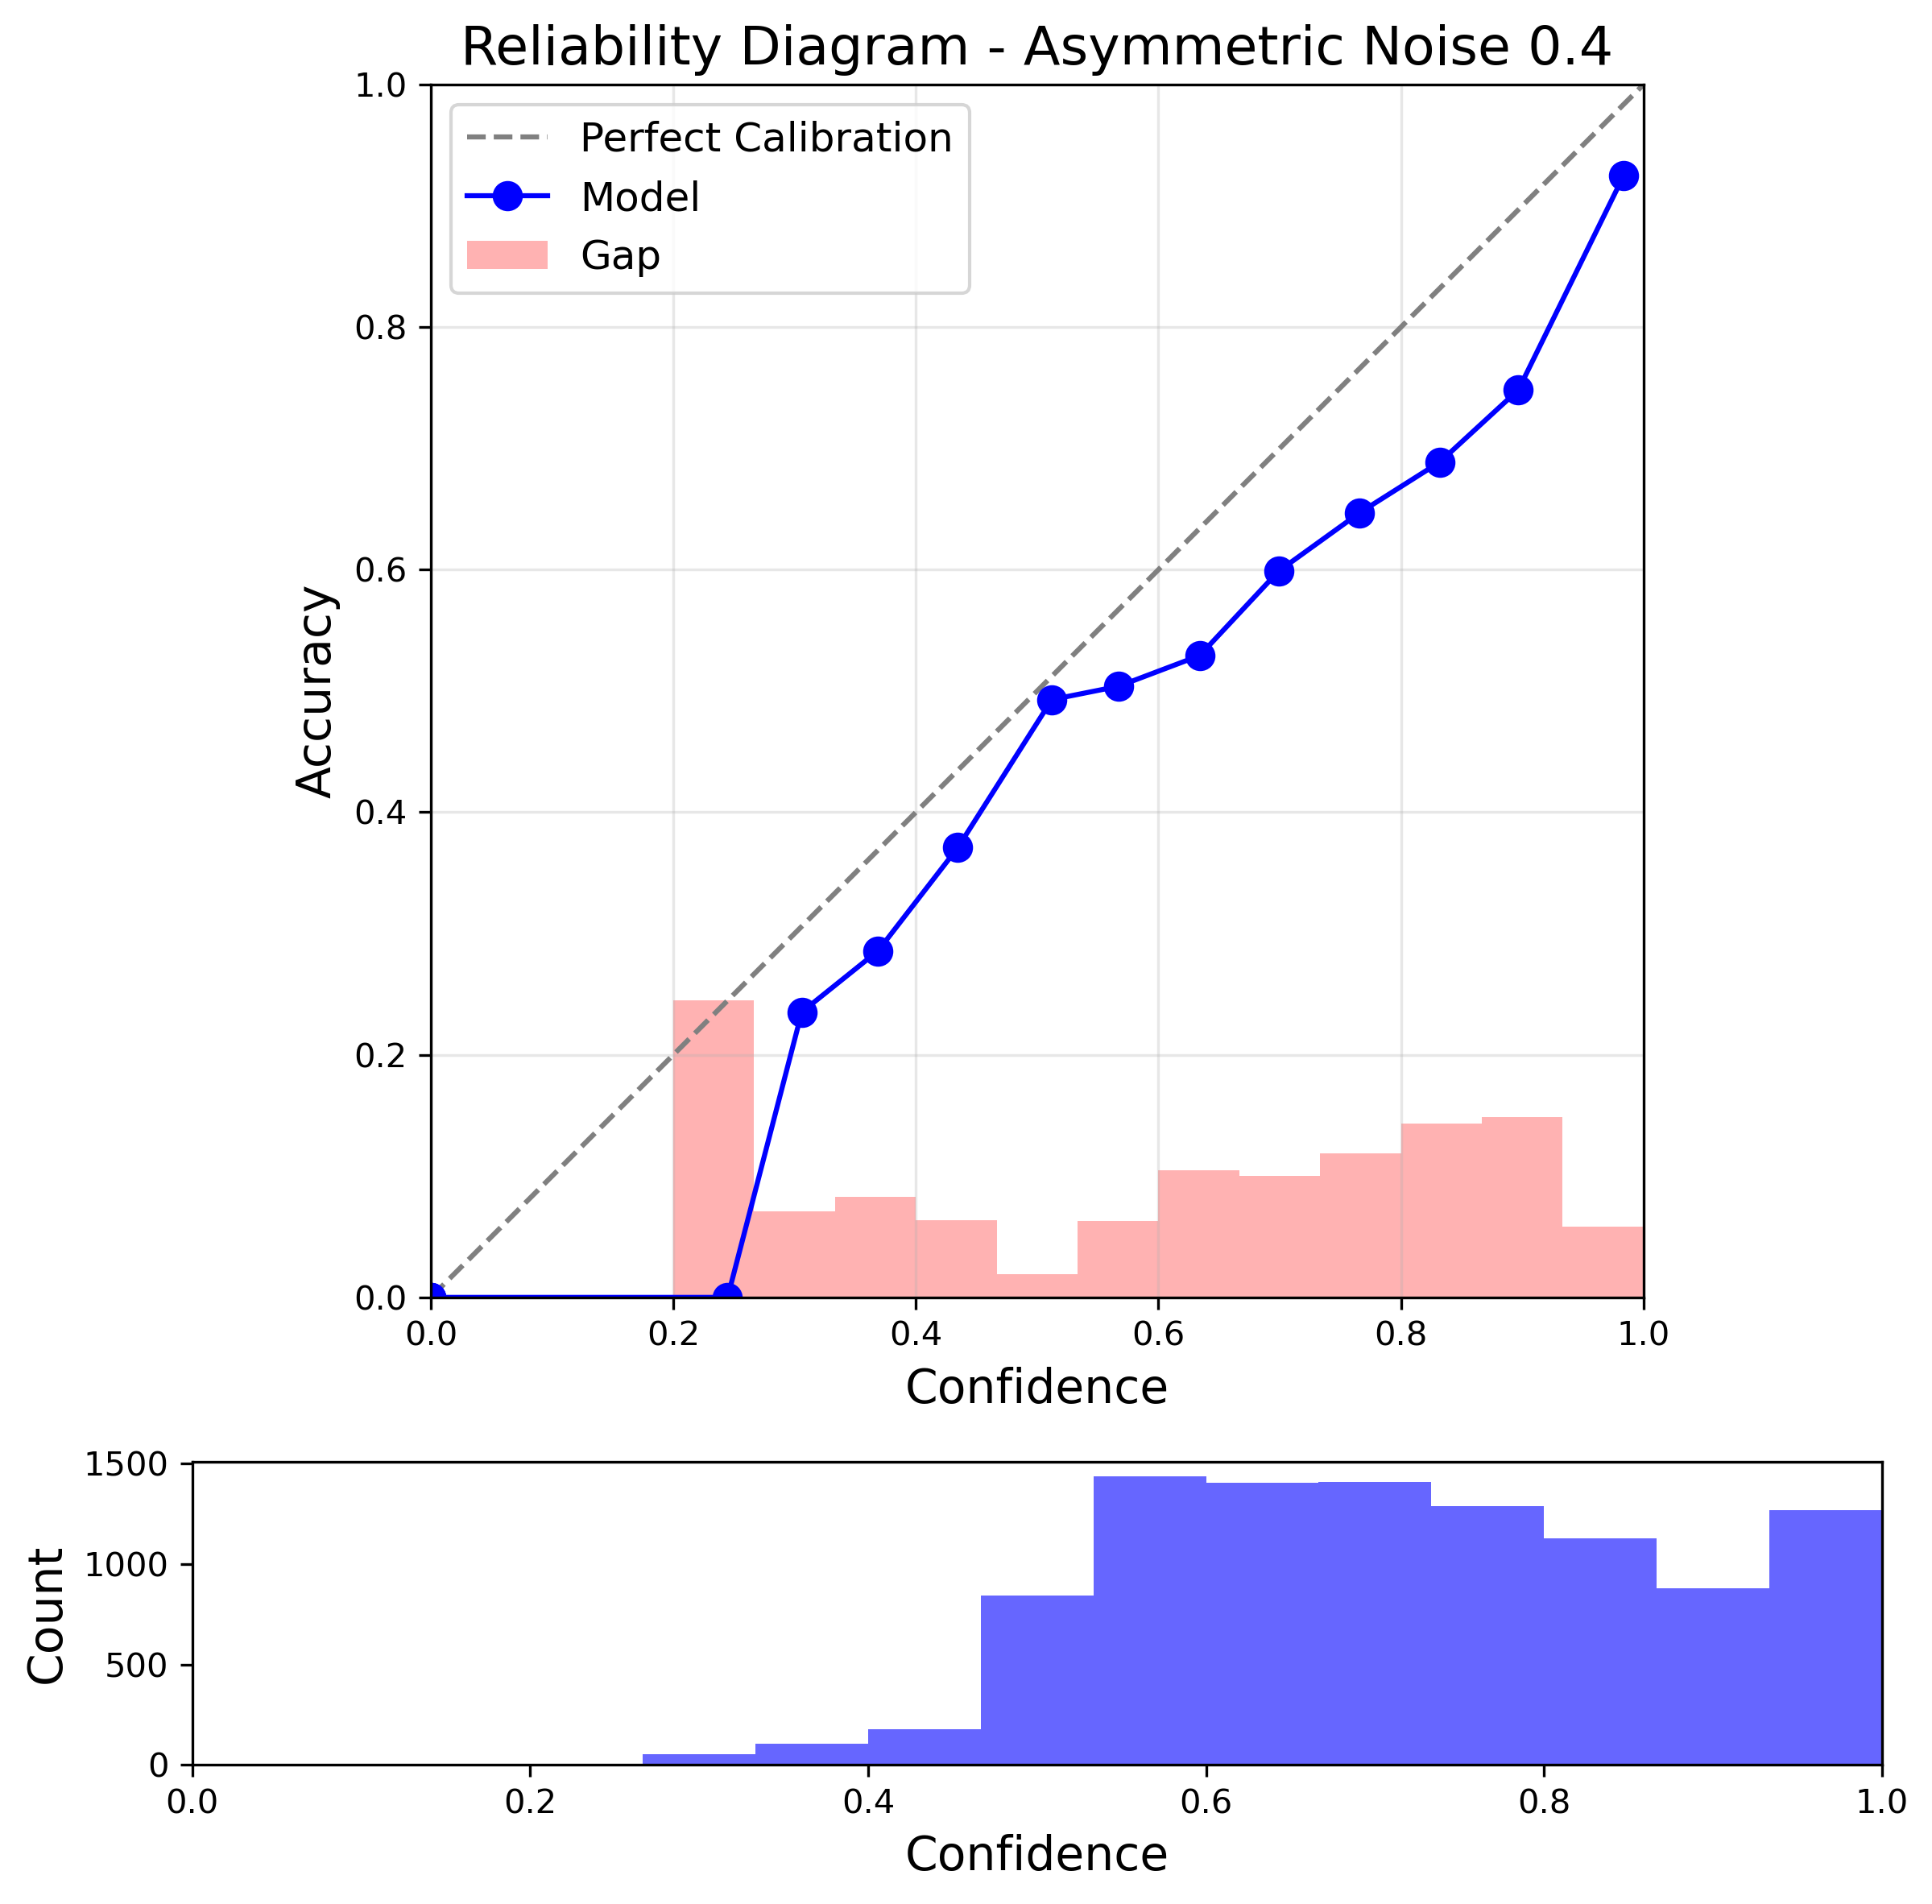 Reliability Diagram - Asymmetric Noise 0.4
1.0
Perfect Calibration
Model
Gap
0.8
0.6
Accuracy
0.4
0.2
0.0
0.0 0.2 0.4 0.6 0.8 1.0
Confidence
1500
1000
Count
500
0
0.0 0.2 0.4 0.6 0.8 1.0
Confidence